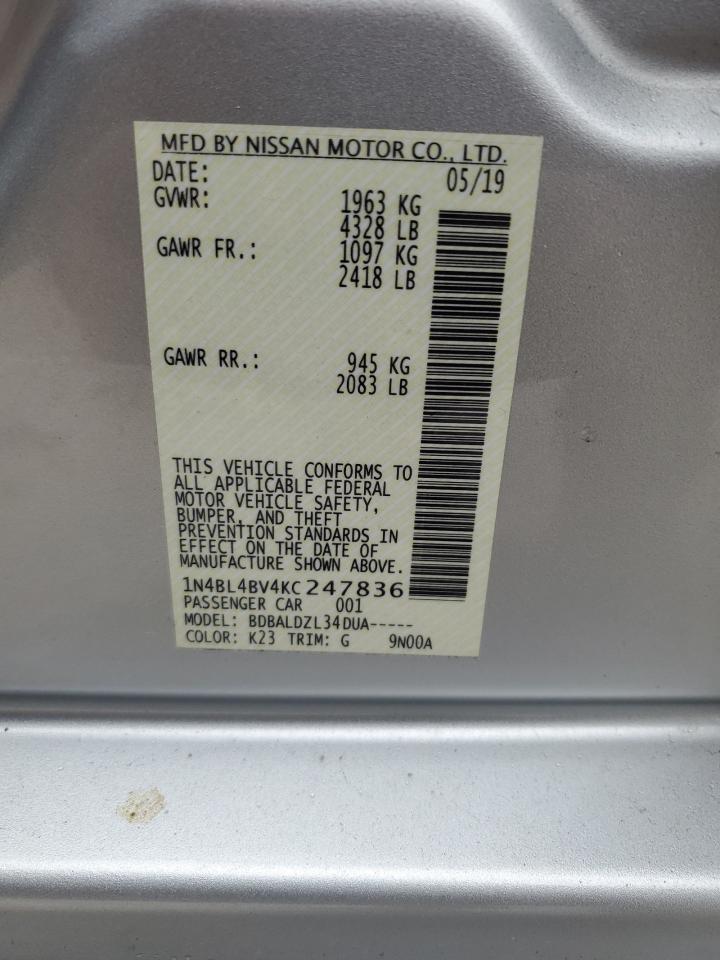 MFD BY NISSAN MOTOR CO., LTD.
DATE: 05/19
GVWR: 1963 KG
4328 LB
GAWR FR.: 1097 KG
2418 LB
GAWR RR.: 945 KG
2083 LB
THIS VEHICLE CONFORMS TO
ALL APPLICABLE FEDERAL
MOTOR VEHICLE SAFETY,
BUMPER, AND THEFT
PREVENTION STANDARDS IN
EFFECT ON THE DATE OF
MANUFACTURE SHOWN ABOVE.
1N4BL4BV4KC247836
PASSENGER CAR 001
MODEL: BDBALDZL34DUA-----
COLOR: K23 TRIM: G 9N00A